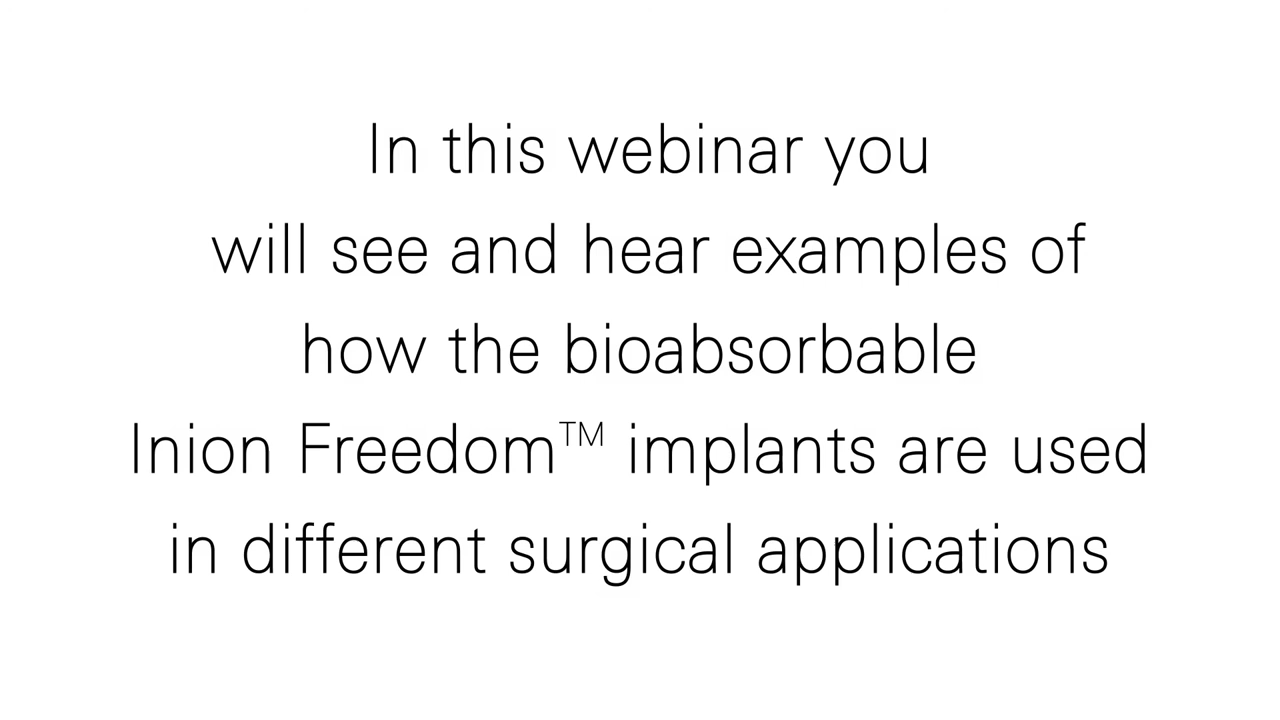 In this webinar you
will see and hear examples of
how the bioabsorbable
Inion Freedom™ implants are used
in different surgical applications